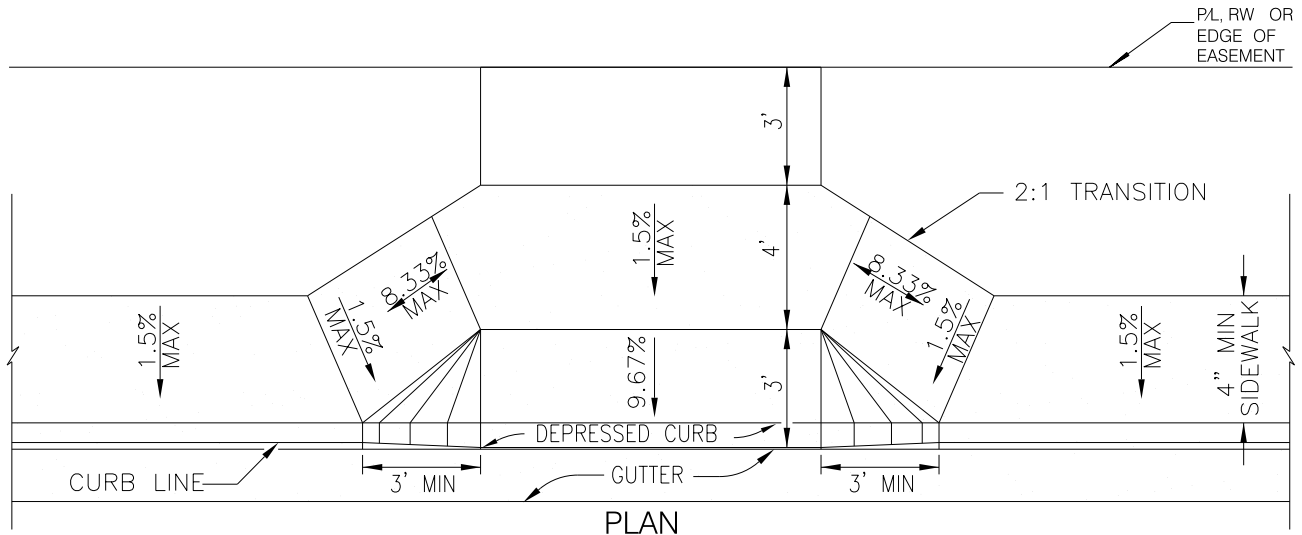 P/L, RW OR
EDGE OF
EASEMENT
3'
2:1 TRANSITION
1.5%
MAX
4'
8.33%
MAX
8.33%
MAX
1.5%
MAX
1.5%
MAX
1.5%
MAX
9.67%
3'
1.5%
MAX
4" MIN
SIDEWALK
DEPRESSED CURB
CURB LINE
3' MIN
GUTTER
3' MIN
PLAN